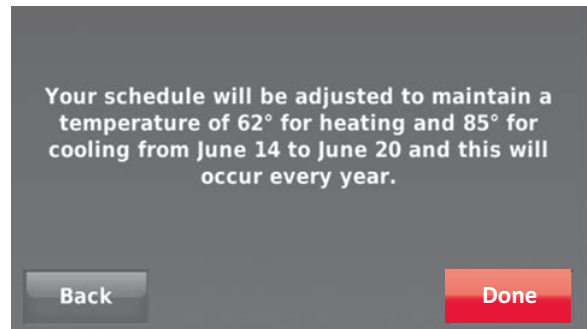 Your schedule will be adjusted to maintain a
temperature of 62° for heating and 85° for
cooling from June 14 to June 20 and this will
occur every year.
Back
Done